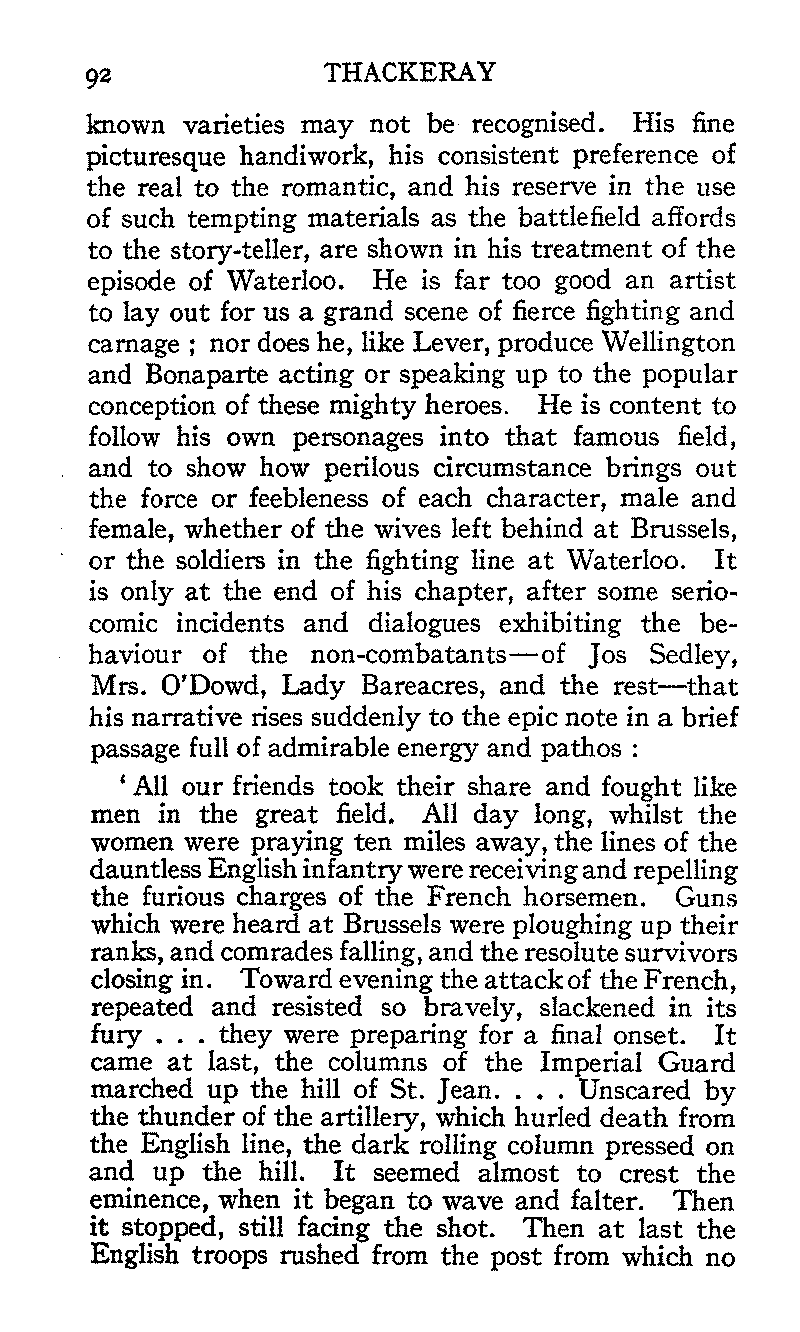 92 THACKERAY
known varieties may not be recognised. His fine
picturesque handiwork, his consistent preference of
the real to the romantic, and his reserve in the use
of such tempting materials as the battlefield affords
to the story-teller, are shown in his treatment of the
episode of Waterloo. He is far too good an artist
to lay out for us a grand scene of fierce fighting and
carnage ; nor does he, like Lever, produce Wellington
and Bonaparte acting or speaking up to the popular
conception of these mighty heroes. He is content to
follow his own personages into that famous field,
and to show how perilous circumstance brings out
the force or feebleness of each character, male and
female, whether of the wives left behind at Brussels,
or the soldiers in the fighting line at Waterloo. It
is only at the end of his chapter, after some serio-
comic incidents and dialogues exhibiting the be-
haviour of the non-combatants—of Jos Sedley,
Mrs. O'Dowd, Lady Bareacres, and the rest—that
his narrative rises suddenly to the epic note in a brief
passage full of admirable energy and pathos :
‘ All our friends took their share and fought like
men in the great field. All day long, whilst the
women were praying ten miles away, the lines of the
dauntless English infantry were receiving and repelling
the furious charges of the French horsemen. Guns
which were heard at Brussels were ploughing up their
ranks, and comrades falling, and the resolute survivors
closing in. Toward evening the attack of the French,
repeated and resisted so bravely, slackened in its
fury . . . they were preparing for a final onset. It
came at last, the columns of the Imperial Guard
marched up the hill of St. Jean. . . . Unscared by
the thunder of the artillery, which hurled death from
the English line, the dark rolling column pressed on
and up the hill. It seemed almost to crest the
eminence, when it began to wave and falter. Then
it stopped, still facing the shot. Then at last the
English troops rushed from the post from which no